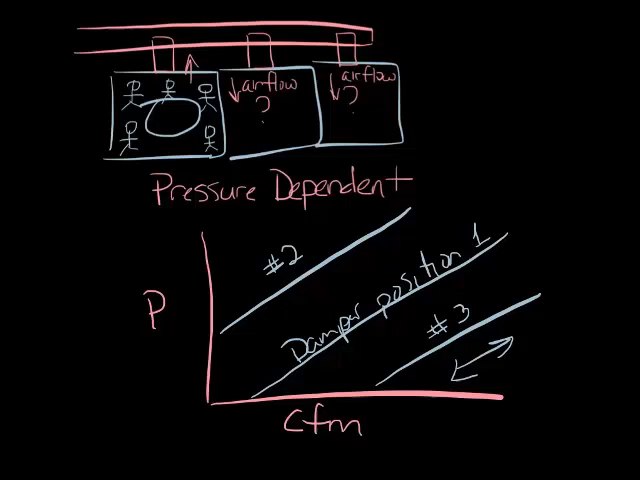 ↓airflow
?
↓airflow
?
Pressure Dependent
#2
Damper position 1
P
#3
Cfm